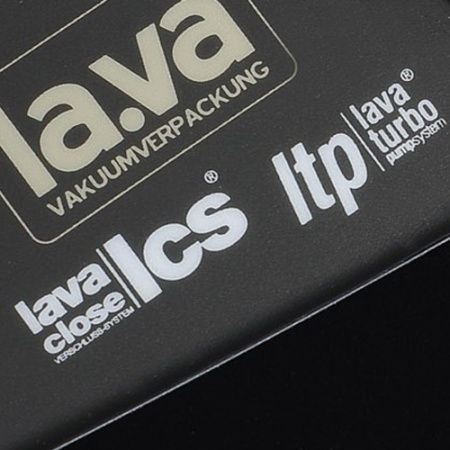 la.va
VAKUUMVERPACKUNG
lava
close
VERSCHLUSS-SYSTEM
lcs®
ltp
lava®
turbo
pumpsystem